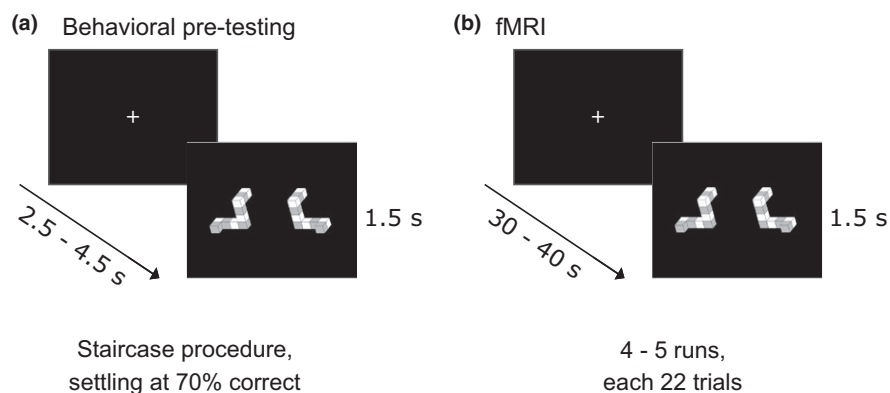 (a) Behavioral pre-testing
2.5 - 4.5 s
1.5 s
Staircase procedure,
settling at 70% correct
(b) fMRI
30 - 40 s
1.5 s
4 - 5 runs,
each 22 trials